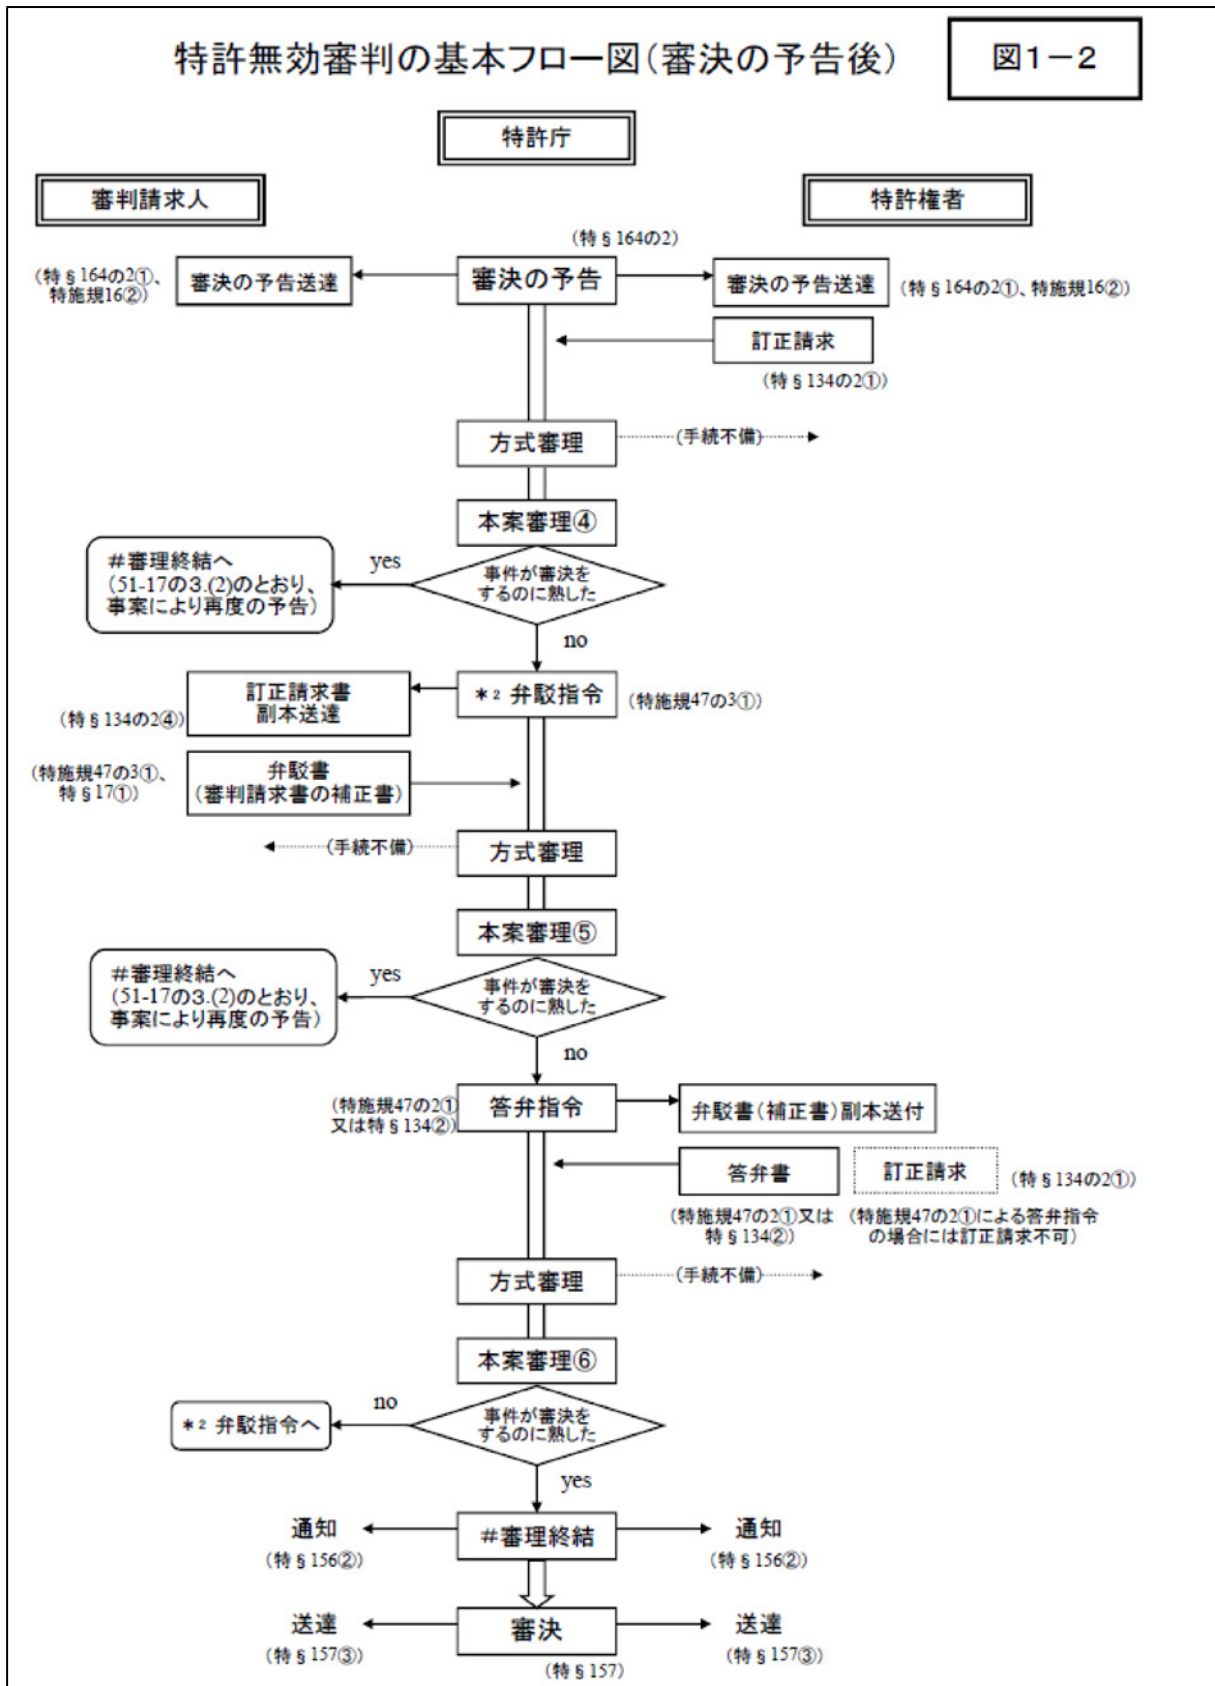 特許無効審判の基本フロー図(審決の予告後)
図1-2
特許庁
審判請求人
特許権者
(特§164の2)
(特§164の2①、
特施規16②)
審決の予告送達
審決の予告
審決の予告送達
(特§164の2①、特施規16②)
訂正請求
(特§134の2①)
方式審理
(手続不備)
本案審理④
#審理終結へ
(51-17の3.(2)のとおり、
事案により再度の予告)
yes
事件が審決を
するのに熟した
no
訂正請求書
副本送達
(特§134の2④)
*2 弁駁指令
(特施規47の3①)
(特施規47の3①、
特§17①)
弁駁書
(審判請求書の補正書)
(手続不備)
方式審理
本案審理⑤
#審理終結へ
(51-17の3.(2)のとおり、
事案により再度の予告)
yes
事件が審決を
するのに熟した
no
(特施規47の2①
又は特§134②)
答弁指令
弁駁書(補正書)副本送付
答弁書
訂正請求
(特§134の2①)
(特施規47の2①又は
特§134②)
(特施規47の2①による答弁指令
の場合には訂正請求不可)
方式審理
(手続不備)
本案審理⑥
no
事件が審決を
するのに熟した
*2 弁駁指令へ
yes
通知
(特§156②)
#審理終結
通知
(特§156②)
送達
(特§157③)
審決
(特§157)
送達
(特§157③)